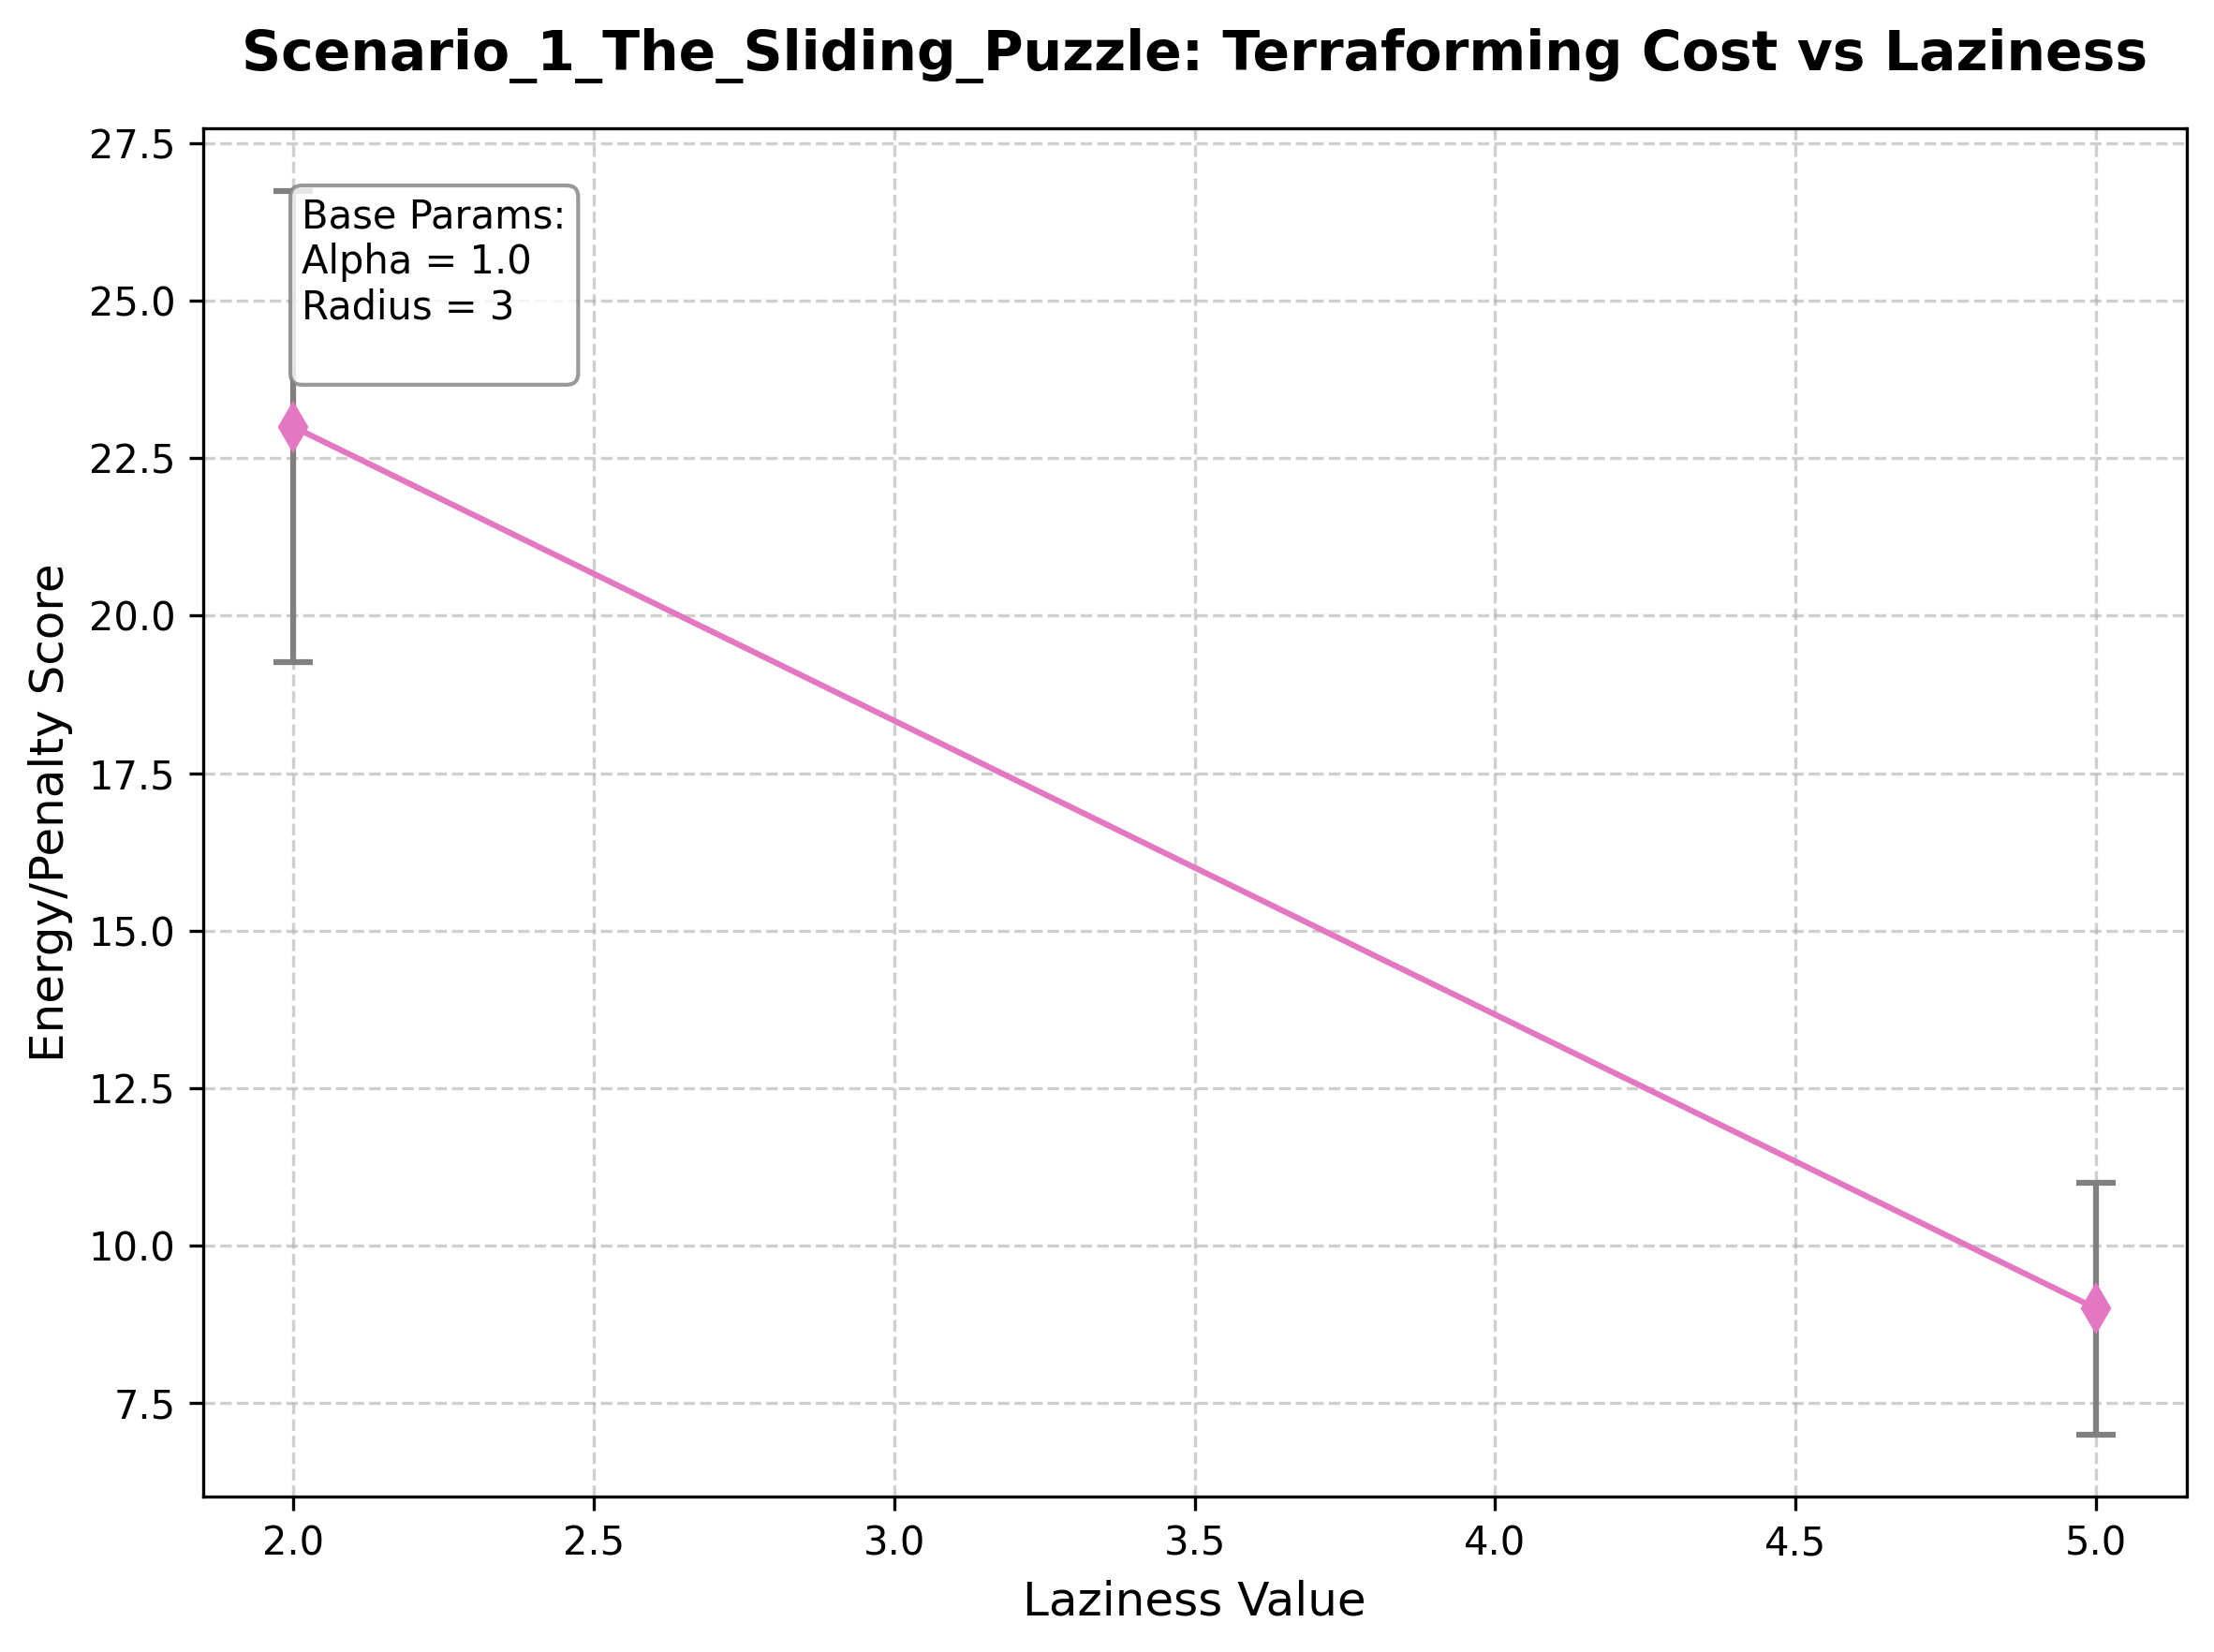 Scenario_1_The_Sliding_Puzzle: Terraforming Cost vs Laziness
27.5
25.0
22.5
20.0
17.5
15.0
12.5
10.0
7.5
Energy/Penalty Score
Base Params:
Alpha = 1.0
Radius = 3
2.0 2.5 3.0 3.5 4.0 4.5 5.0
Laziness Value